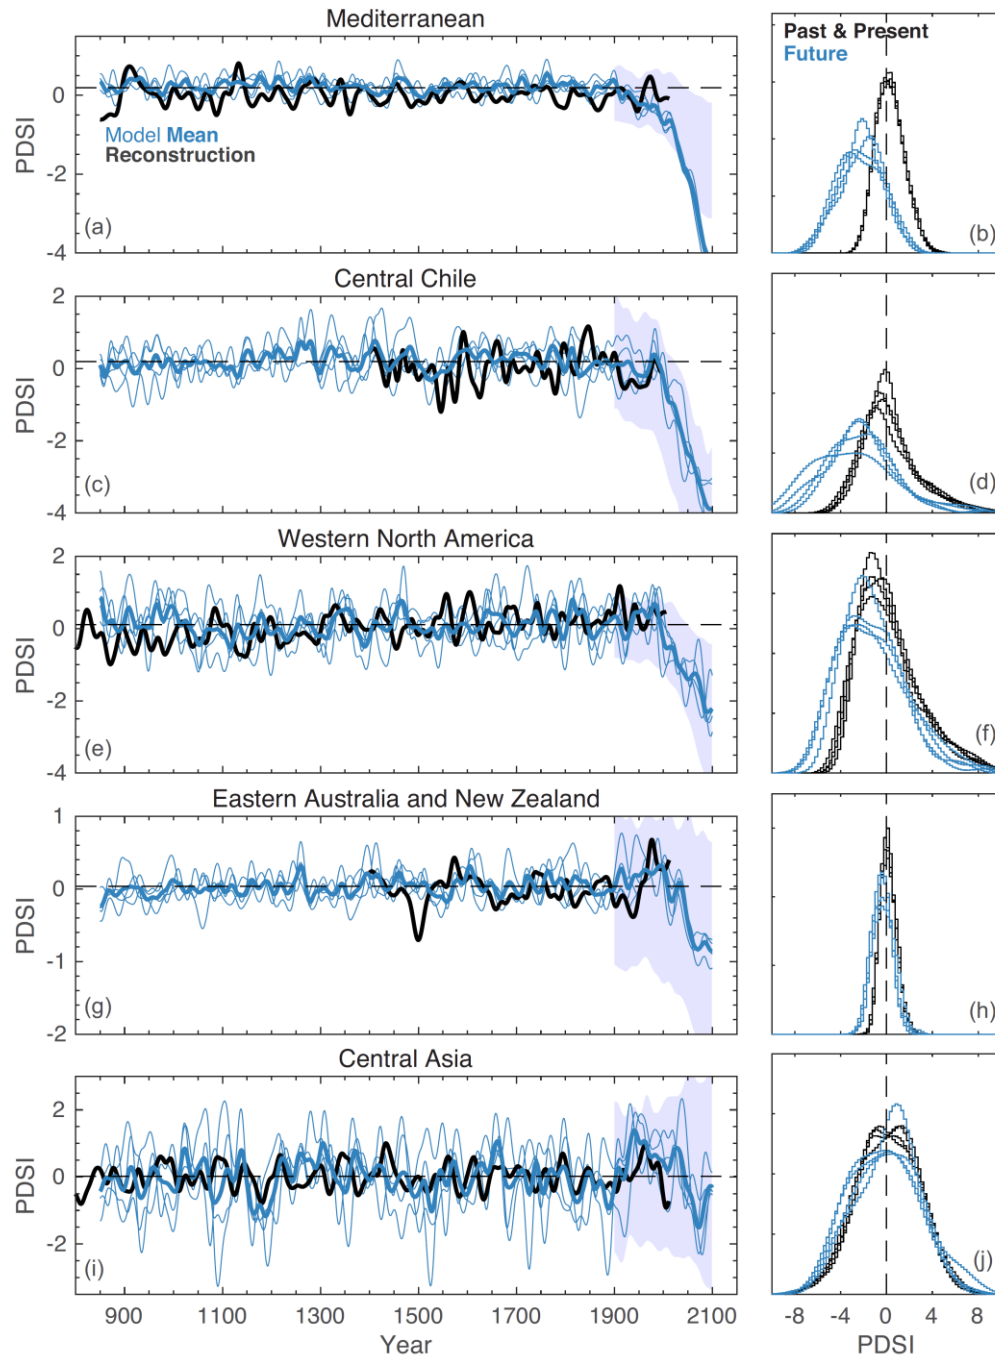 Mediterranean
PDSI
0
-2
-4
Model Mean
Reconstruction
(a)
Past & Present
Future
(b)
Central Chile
PDSI
2
0
-2
-4
(c)
(d)
Western North America
PDSI
2
0
-2
-4
(e)
(f)
Eastern Australia and New Zealand
PDSI
1
0
-1
-2
(g)
(h)
Central Asia
PDSI
2
0
-2
(i)
(j)
900 1100 1300 1500 1700 1900 2100
Year
-8 -4 0 4 8
PDSI